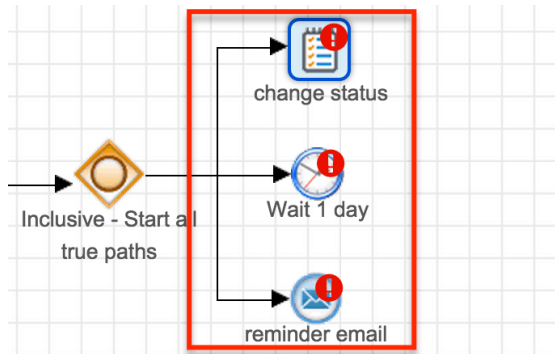 change status
Inclusive - Start all
true paths
Wait 1 day
reminder email